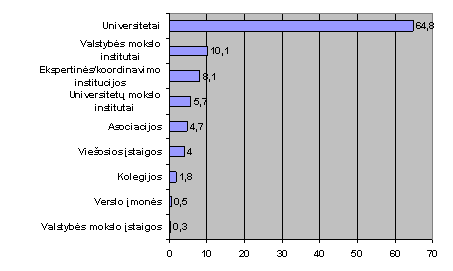 Universitetai
64,8
Valstybės mokslo
institutai
10,1
Ekspertinės/koordinavimo
institucijos
8,1
Universitetų mokslo
institutai
5,7
Asociacijos
4,7
Viešosios įstaigos
4
Kolegijos
1,8
Verslo įmonės
0,5
Valstybės mokslo įstaigos
0,3
0 10 20 30 40 50 60 70